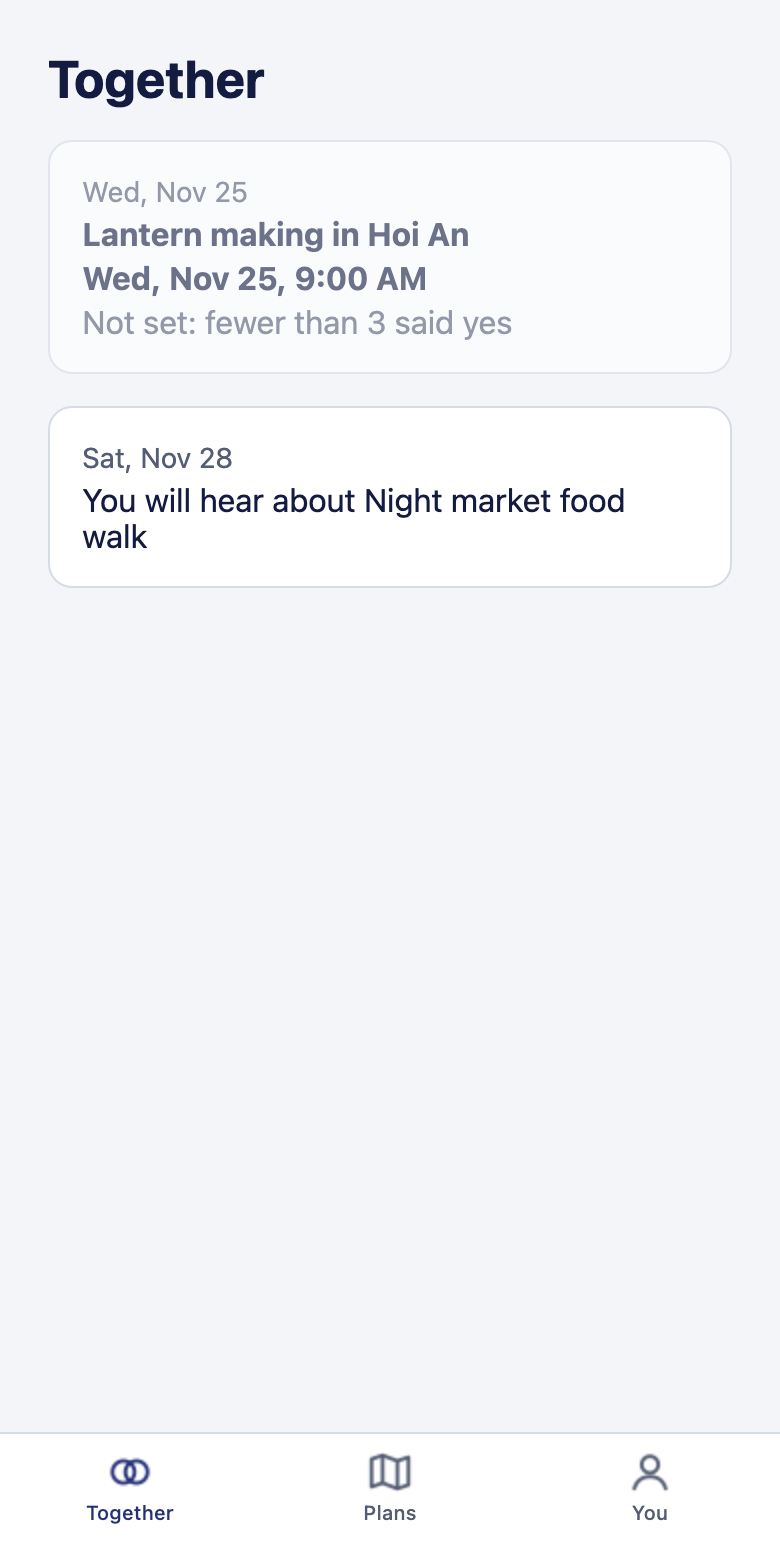 Together
Wed, Nov 25
Lantern making in Hoi An
Wed, Nov 25, 9:00 AM
Not set: fewer than 3 said yes
Sat, Nov 28
You will hear about Night market food
walk
Together
Plans
You